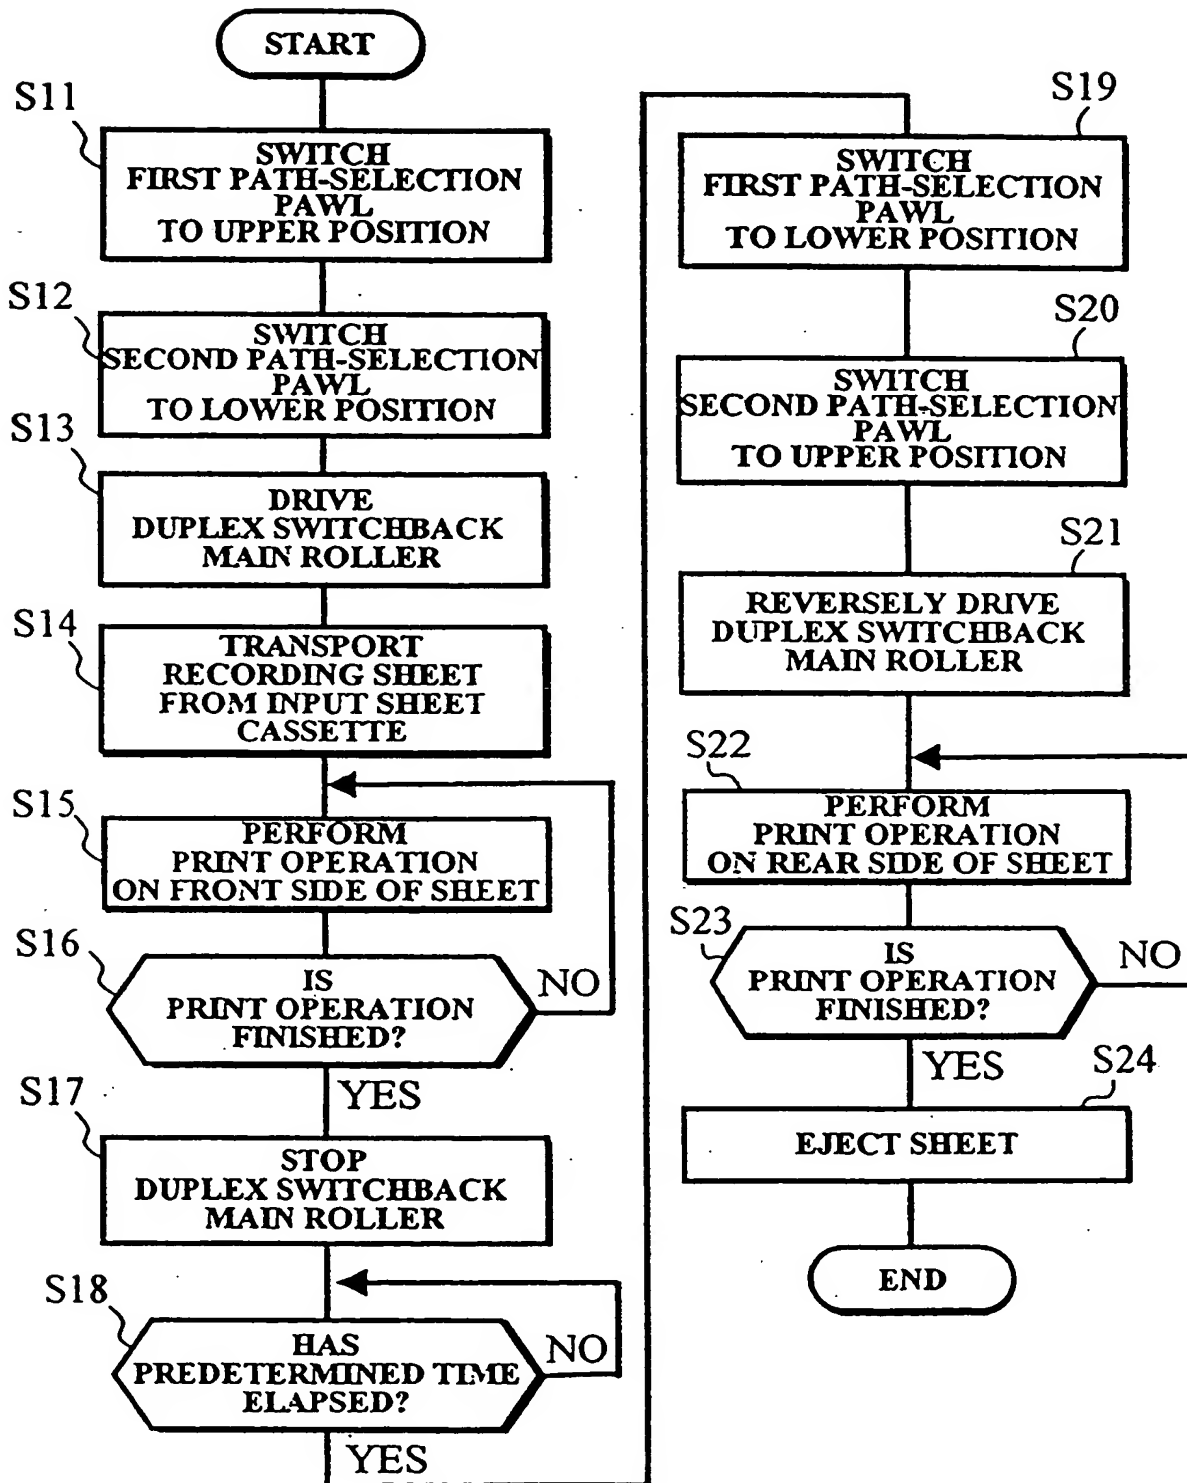 START
S11
SWITCH
FIRST PATH-SELECTION
PAWL
TO UPPER POSITION
S12
SWITCH
SECOND PATH-SELECTION
PAWL
TO LOWER POSITION
S13
DRIVE
DUPLEX SWITCHBACK
MAIN ROLLER
S14
TRANSPORT
RECORDING SHEET
FROM INPUT SHEET
CASSETTE
S15
PERFORM
PRINT OPERATION
ON FRONT SIDE OF SHEET
S16
IS
PRINT OPERATION
FINISHED?
NO
YES
S17
STOP
DUPLEX SWITCHBACK
MAIN ROLLER
S18
HAS
PREDETERMINED TIME
ELAPSED?
NO
YES
S19
SWITCH
FIRST PATH-SELECTION
PAWL
TO LOWER POSITION
S20
SWITCH
SECOND PATH-SELECTION
PAWL
TO UPPER POSITION
S21
REVERSELY DRIVE
DUPLEX SWITCHBACK
MAIN ROLLER
S22
PERFORM
PRINT OPERATION
ON REAR SIDE OF SHEET
S23
IS
PRINT OPERATION
FINISHED?
NO
YES
S24
EJECT SHEET
END